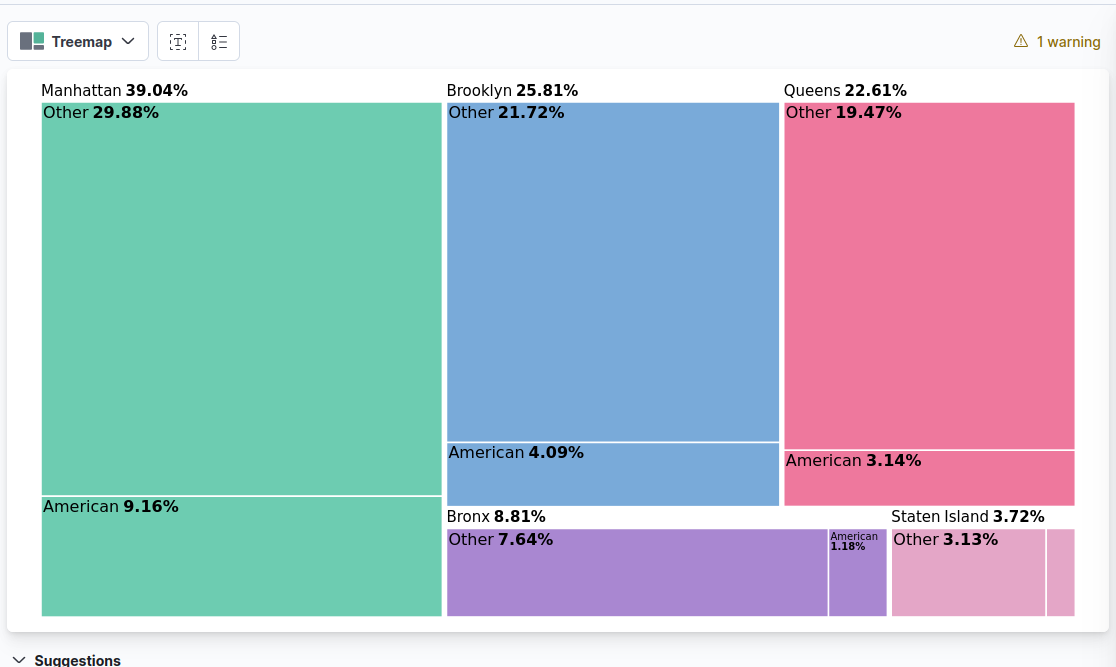 Treemap
1 warning
Manhattan 39.04%
Brooklyn 25.81%
Queens 22.61%
Other 29.88%
Other 21.72%
Other 19.47%
American 4.09%
American 3.14%
American 9.16%
Bronx 8.81%
Staten Island 3.72%
Other 7.64%
American
1.18%
Other 3.13%
Suggestions